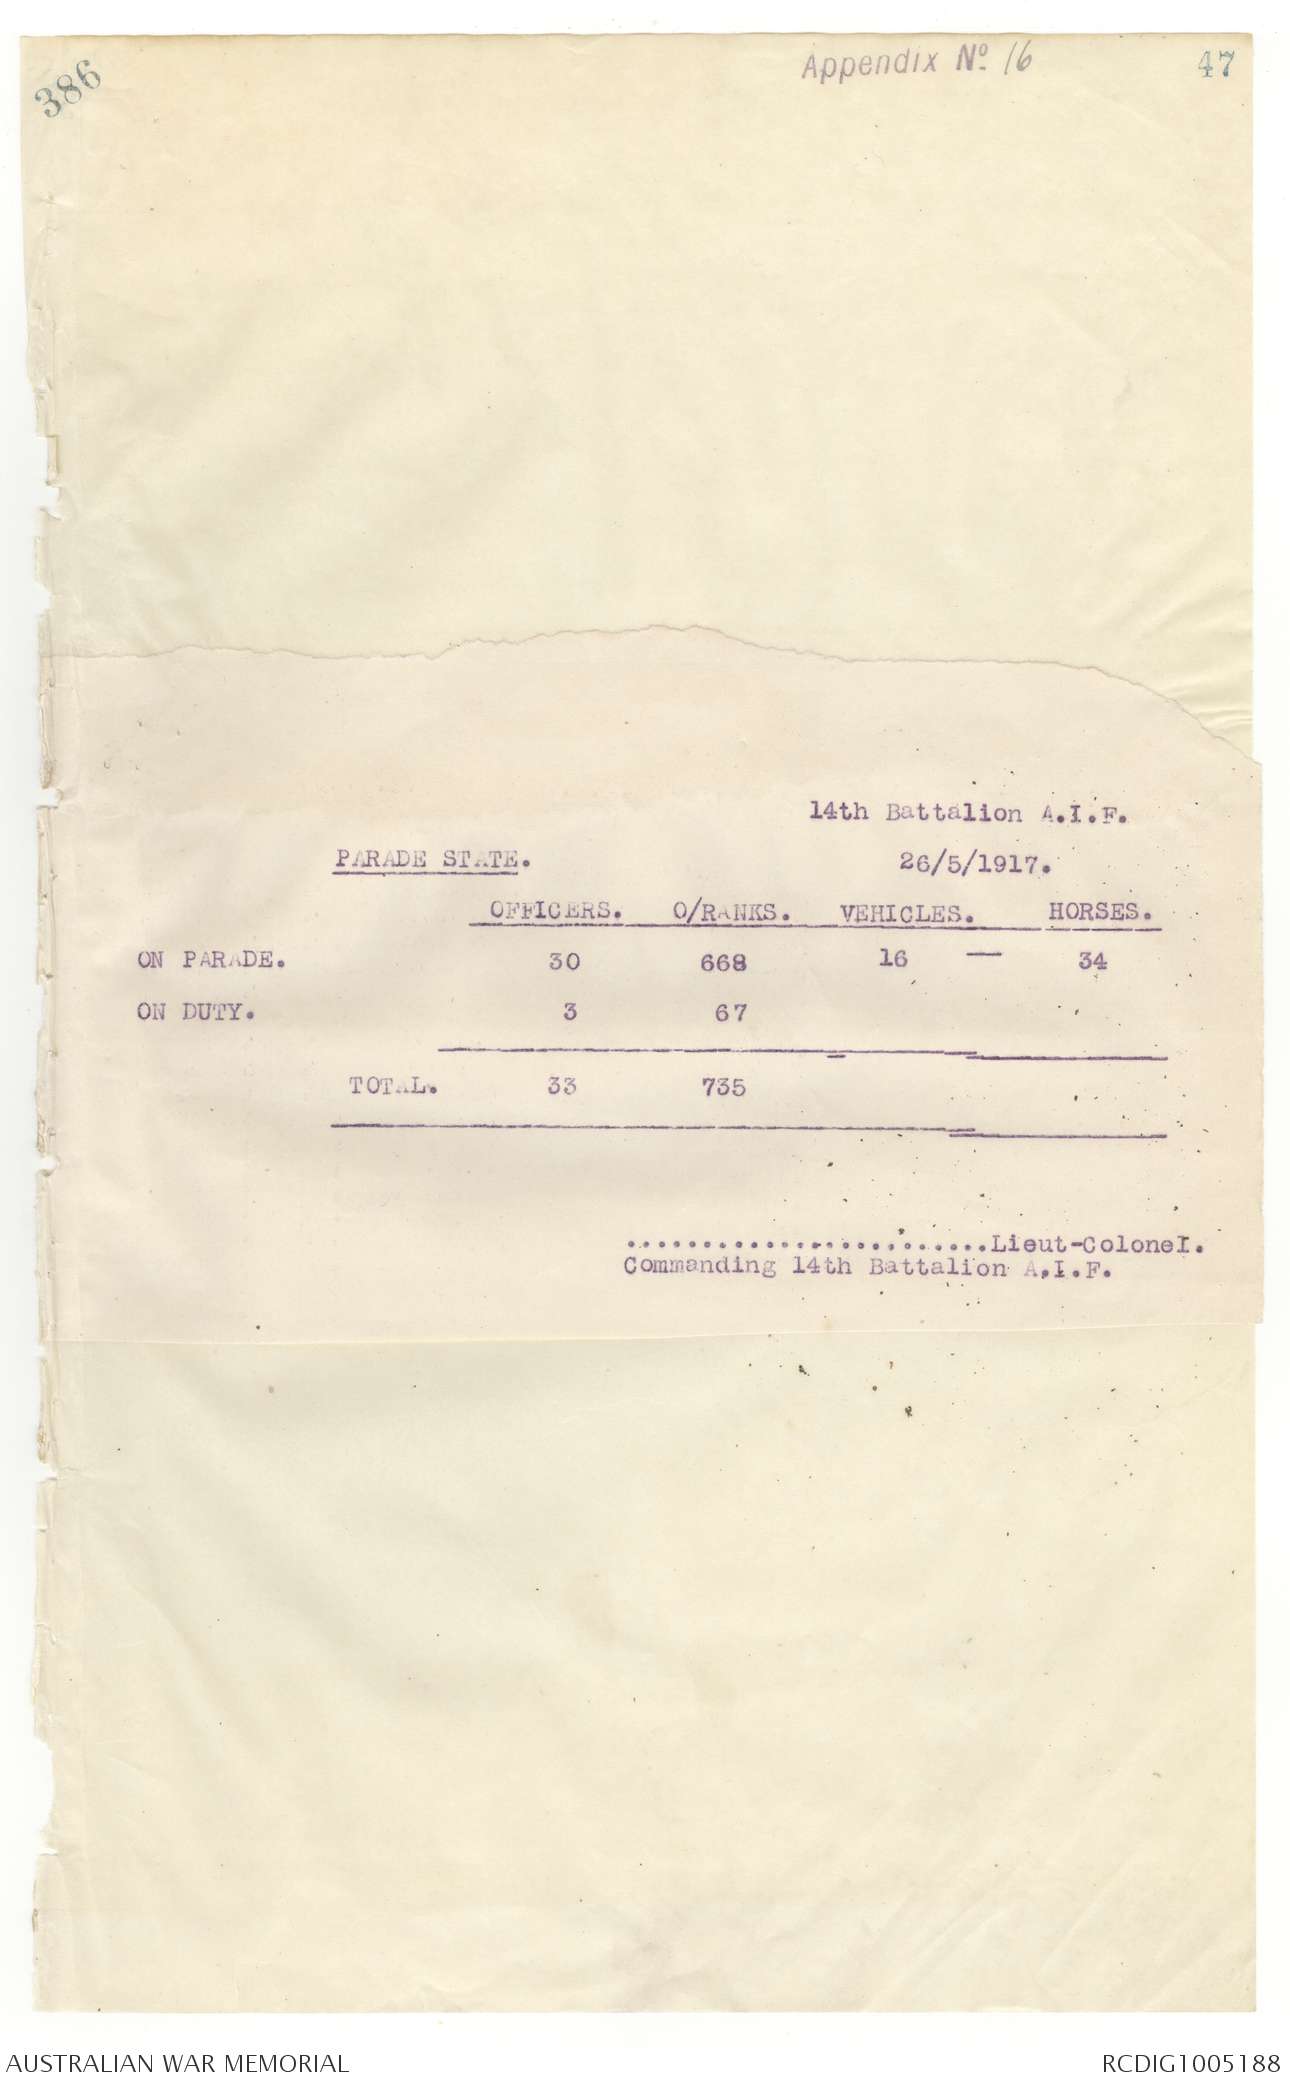 386
Appendix No. 16
47
14th Battalion A.I.F.
PARADE STATE.
26/5/1917.
OFFICERS. O/RANKS. VEHICLES. HORSES.
ON PARADE. 30 668 16 — 34
ON DUTY. 3 67
TOTAL. 33 735
........................Lieut-Colonel.
Commanding 14th Battalion A.I.F.
AUSTRALIAN WAR MEMORIAL
RCDIG1005188